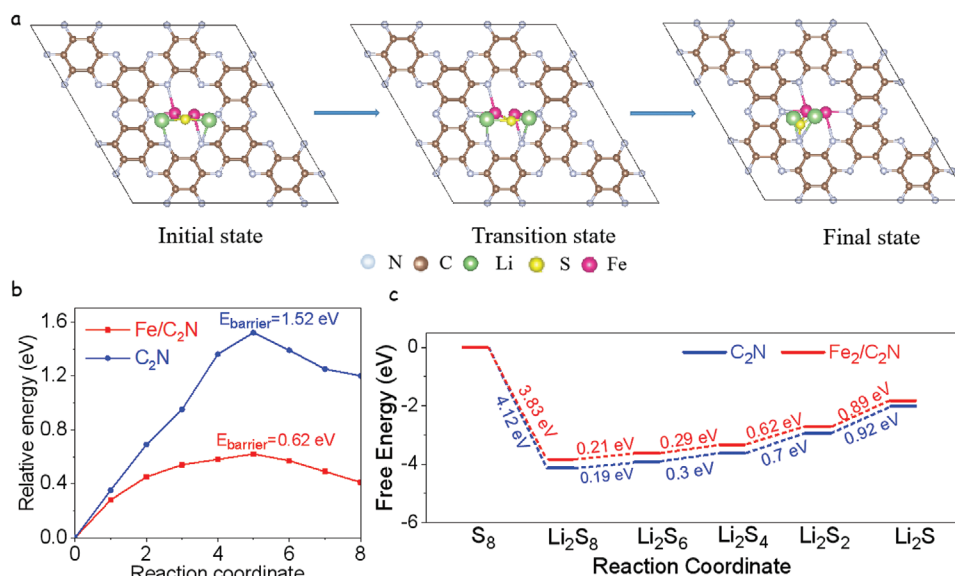 a
Initial state
Transition state
Final state
N C Li S Fe
b
Relative energy (eV)
1.6
1.2
0.8
0.4
0.0
Fe/C₂N
C₂N
E_barrier=1.52 eV
E_barrier=0.62 eV
0 2 4 6 8
Reaction coordinate
c
Free Energy (eV)
0
-2
-4
-6
C₂N
Fe₂/C₂N
3.83 eV
4.12 eV
0.21 eV
0.29 eV
0.62 eV
0.89 eV
0.19 eV
0.3 eV
0.7 eV
0.92 eV
S₈ Li₂S₈ Li₂S₆ Li₂S₄ Li₂S₂ Li₂S
Reaction Coordinate